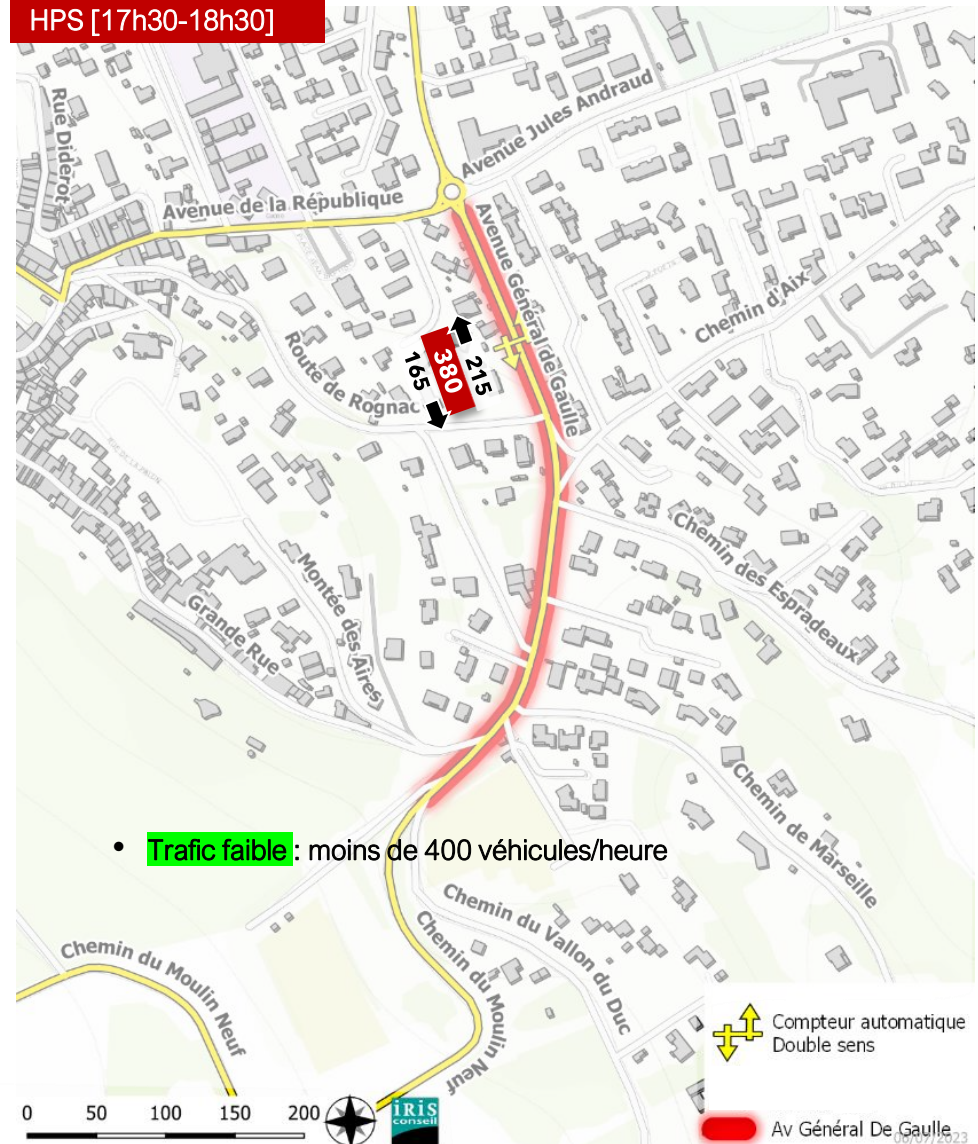 HPS [17h30-18h30]
Rue Diderot
Avenue Jules Andraud
Avenue de la République
Avenue Général de Gaulle
Chemin d'Aix
Route de Rognac
165
380
215
Chemin des Espradeaux
Montée des Aires
Grande Rue
Chemin de Marseille
• Trafic faible : moins de 400 véhicules/heure
Chemin du Vallon du Duc
Chemin du Moulin Neuf
Chemin du Moulin Neuf
Compteur automatique
Double sens
Av Général De Gaulle
0 50 100 150 200
iRiS
conseil